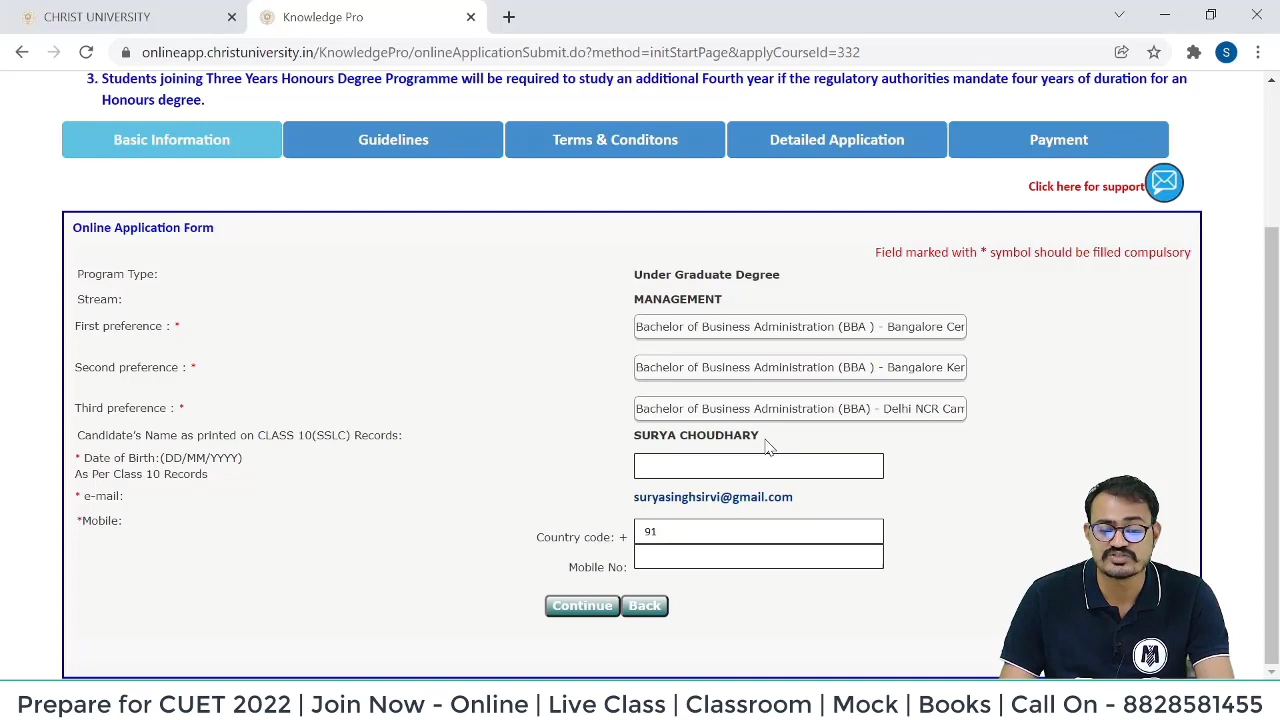 CHRIST UNIVERSITY
Knowledge Pro
onlineapp.christuniversity.in/KnowledgePro/onlineApplicationSubmit.do?method=initStartPage&applyCourseId=332
S
3. Students joining Three Years Honours Degree Programme will be required to study an additional Fourth year if the regulatory authorities mandate four years of duration for an
Honours degree.
Basic Information
Guidelines
Terms & Conditons
Detailed Application
Payment
Click here for support
Online Application Form
Field marked with * symbol should be filled compulsory
Program Type:
Under Graduate Degree
Stream:
MANAGEMENT
First preference : *
Bachelor of Business Administration (BBA ) - Bangalore Cer
Second preference : *
Bachelor of Business Administration (BBA ) - Bangalore Ker
Third preference : *
Bachelor of Business Administration (BBA) - Delhi NCR Cam
Candidate's Name as printed on CLASS 10(SSLC) Records:
SURYA CHOUDHARY
* Date of Birth:(DD/MM/YYYY)
As Per Class 10 Records
* e-mail:
suryasinghsirvi@gmail.com
*Mobile:
Country code: +
91
Mobile No:
Continue
Back
Prepare for CUET 2022 | Join Now - Online | Live Class | Classroom | Mock | Books | Call On - 8828581455